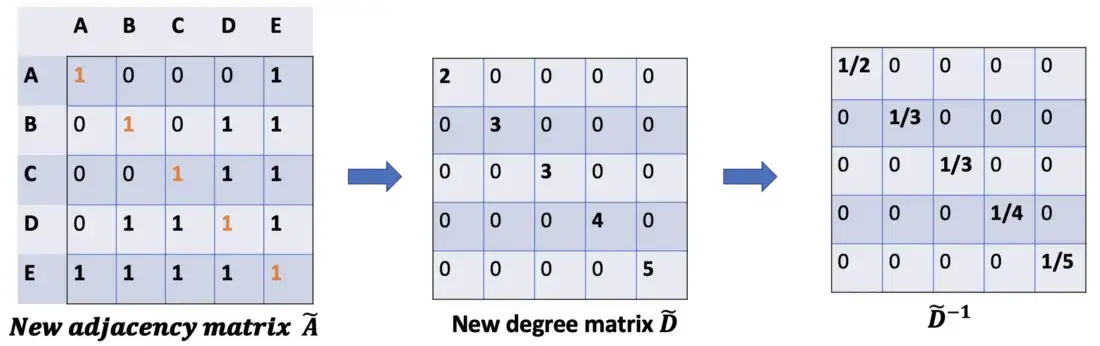 A B C D E
A 1 0 0 0 1
B 0 1 0 1 1
C 0 0 1 1 1
D 0 1 1 1 1
E 1 1 1 1 1
New adjacency matrix Ã
2 0 0 0 0
0 3 0 0 0
0 0 3 0 0
0 0 0 4 0
0 0 0 0 5
New degree matrix D̃
1/2 0 0 0 0
0 1/3 0 0 0
0 0 1/3 0 0
0 0 0 1/4 0
0 0 0 0 1/5
D̃⁻¹